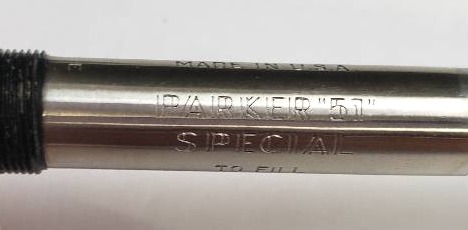 MADE IN U.S.A.
PARKER "51"
SPECIAL
TO FILL